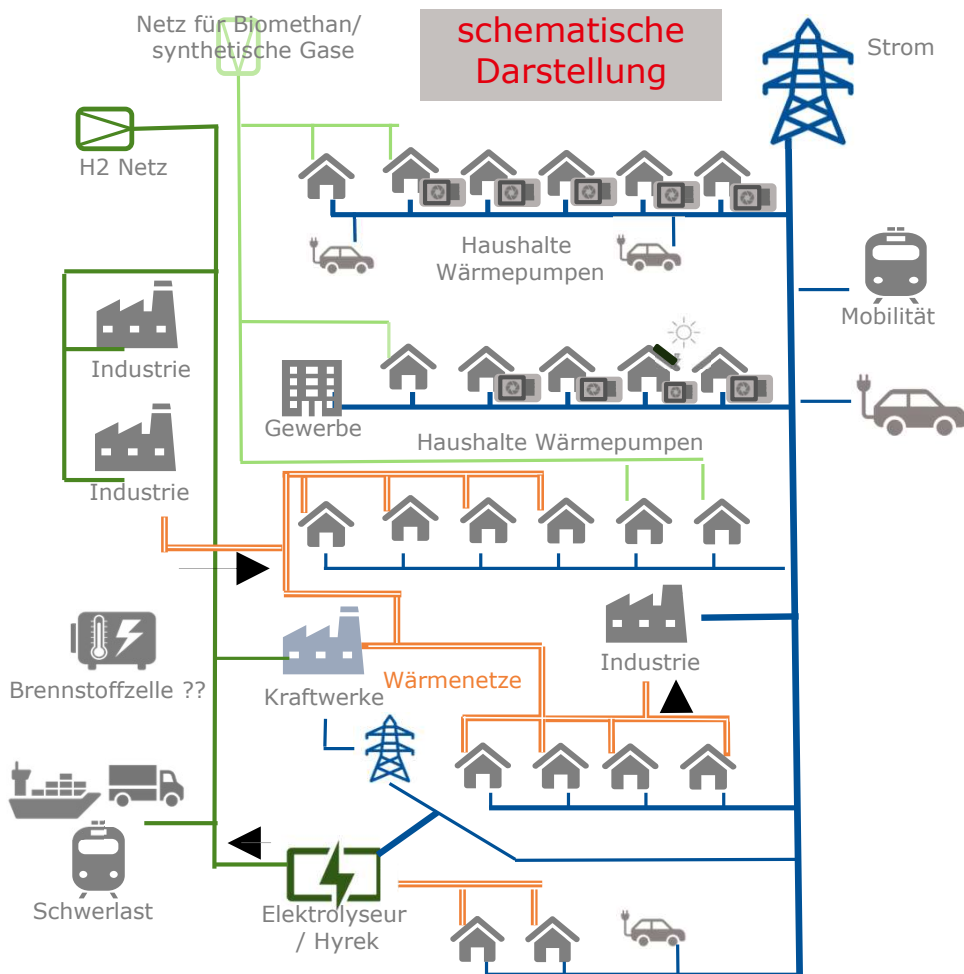 Netz für Biomethan/
synthetische Gase
schematische
Darstellung
Strom
H2 Netz
Haushalte
Wärmepumpen
Mobilität
Industrie
Gewerbe
Haushalte Wärmepumpen
Industrie
Industrie
Brennstoffzelle ??
Kraftwerke
Wärmenetze
Schwerlast
Elektrolyseur
/ Hyrek